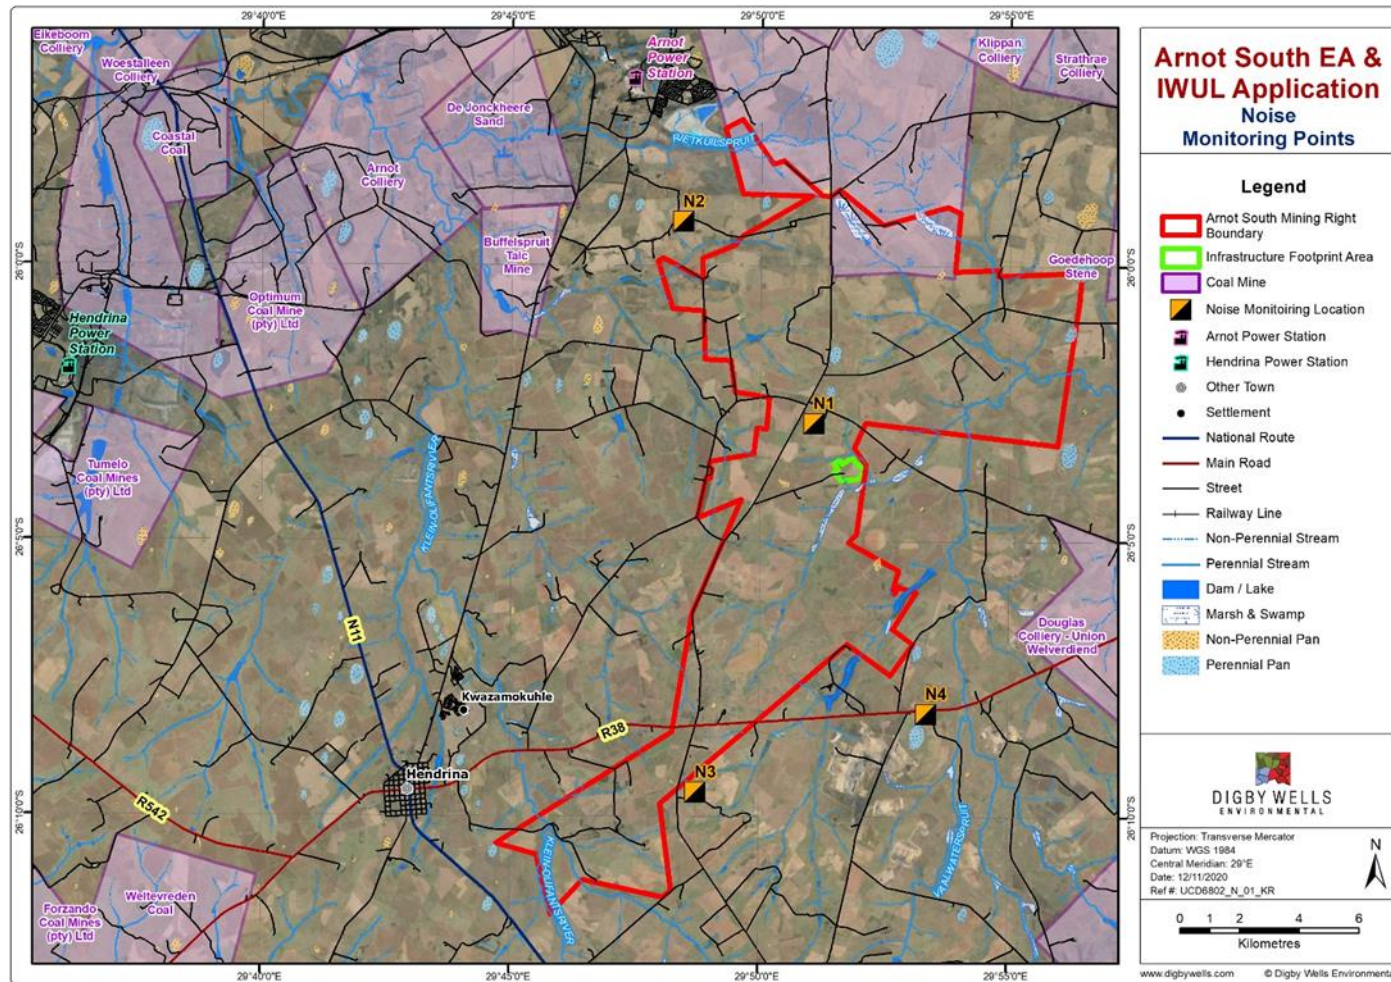 29°40'0"E
29°45'0"E
29°50'0"E
29°55'0"E
Eikeboom
Colliery
Woestalleen
Colliery
Arnot
Power
Station
Klippan
Colliery
Strathrae
Colliery
De Jonckheere
Sand
Coastal
Coal
Arnot
Colliery
WETKUILSPRUIT
N2
Buffelspruit
Talc
Mine
26°0'0"S
26°0'0"S
Goedehoop
Stene
Optimum
Coal Mine
(pty) Ltd
Hendrina
Power
Station
N1
Tumelo
Coal Mines
(pty) Ltd
KLEIN-OLIFANTSRIVER
26°5'0"S
26°5'0"S
N11
Douglas
Colliery - Union
Welverdiend
Kwazamokuhle
N4
R38
Hendrina
N3
R542
26°10'0"S
26°10'0"S
KLEIN-OLIFANTSRIVER
VAALWATERSPRUIT
Weltevreden
Coal
Forzando
Coal Mines
(pty) Ltd
29°40'0"E
29°45'0"E
29°50'0"E
29°55'0"E
Arnot South EA &
IWUL Application
Noise
Monitoring Points
Legend
Arnot South Mining Right
Boundary
Infrastructure Footprint Area
Coal Mine
Noise Monitoiring Location
Arnot Power Station
Hendrina Power Station
Other Town
Settlement
National Route
Main Road
Street
Railway Line
Non-Perennial Stream
Perennial Stream
Dam / Lake
Marsh & Swamp
Non-Perennial Pan
Perennial Pan
DIGBY WELLS
ENVIRONMENTAL
Projection: Transverse Mercator
Datum: WGS 1984
Central Meridian: 29°E
Date: 12/11/2020
Ref #: UCD6802_N_01_KR
N
0 1 2 4 6
Kilometres
www.digbywells.com © Digby Wells Environmenta